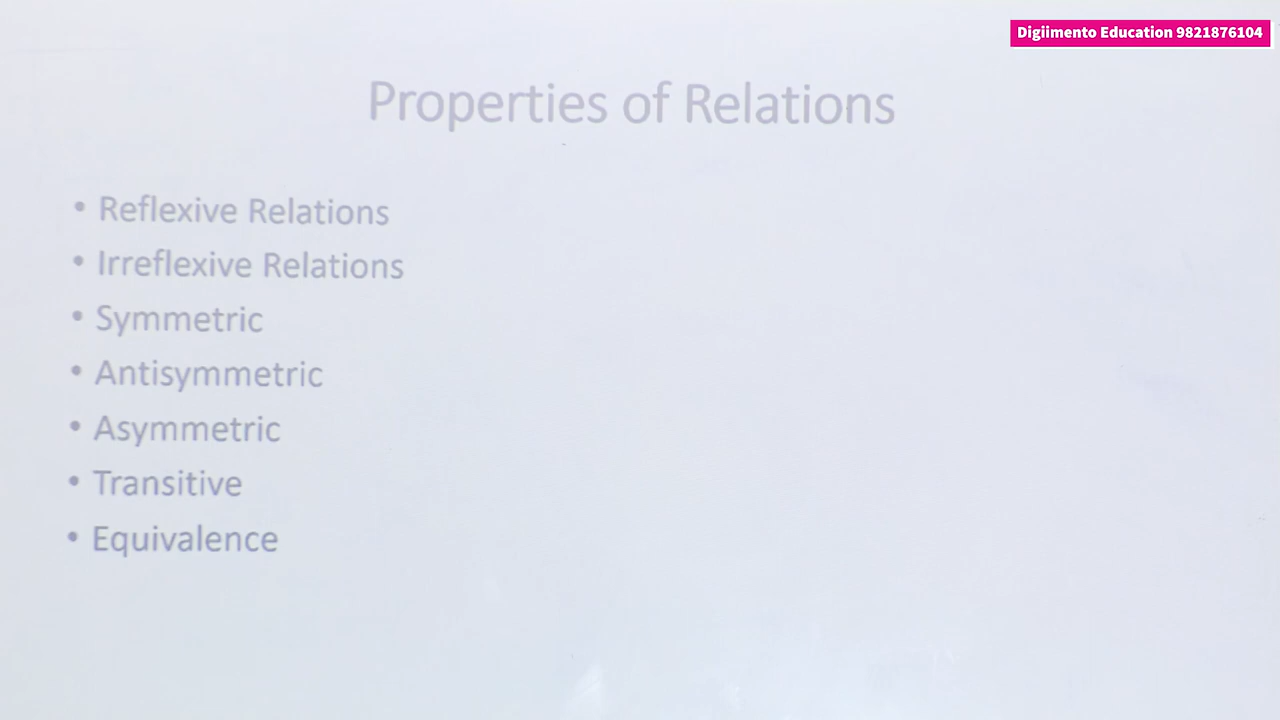 Digiimento Education 9821876104
Properties of Relations
• Reflexive Relations
• Irreflexive Relations
• Symmetric
• Antisymmetric
• Asymmetric
• Transitive
• Equivalence